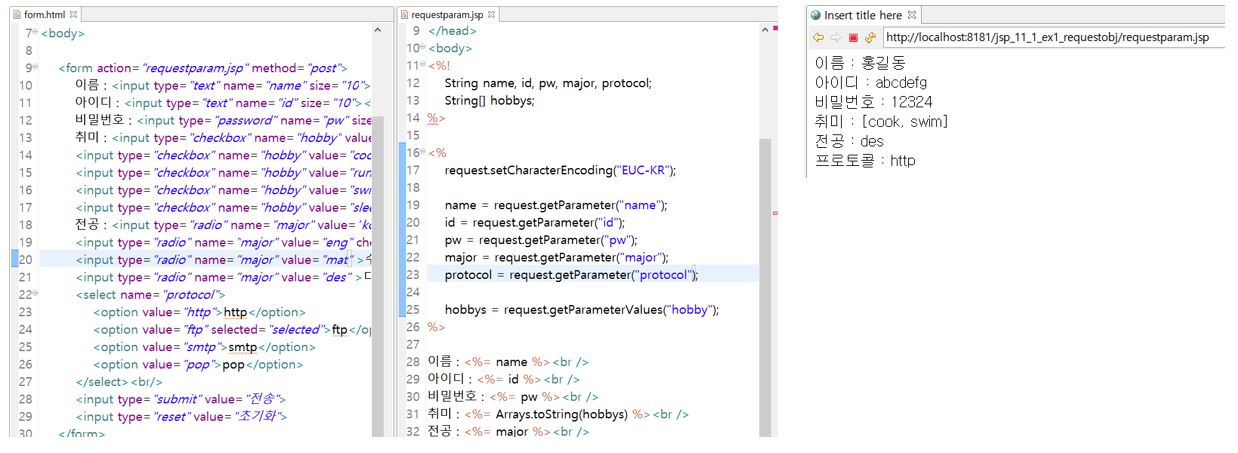 form.html
7 <body>
8
9 <form action="requestparam.jsp" method="post">
10 이름 : <input type="text" name="name" size="10">
11 아이디 : <input type="text" name="id" size="10"><
12 비밀번호 : <input type="password" name="pw" size
13 취미 : <input type="checkbox" name="hobby" value
14 <input type="checkbox" name="hobby" value="coo
15 <input type="checkbox" name="hobby" value="run
16 <input type="checkbox" name="hobby" value="swi
17 <input type="checkbox" name="hobby" value="slee
18 전공 : <input type="radio" name="major" value="ko
19 <input type="radio" name="major" value="eng" che
20 <input type="radio" name="major" value="mat" >수
21 <input type="radio" name="major" value="des" >디
22 <select name="protocol">
23 <option value="http">http</option>
24 <option value="ftp" selected="selected">ftp</op
25 <option value="smtp">smtp</option>
26 <option value="pop">pop</option>
27 </select><br/>
28 <input type="submit" value="전송">
29 <input type="reset" value="초기화">
30 </form>
requestparam.jsp
9 </head>
10 <body>
11 <%!
12 String name, id, pw, major, protocol;
13 String[] hobbys;
14 %>
15
16 <%
17 request.setCharacterEncoding("EUC-KR");
18
19 name = request.getParameter("name");
20 id = request.getParameter("id");
21 pw = request.getParameter("pw");
22 major = request.getParameter("major");
23 protocol = request.getParameter("protocol");
24
25 hobbys = request.getParameterValues("hobby");
26 %>
27
28 이름 : <%= name %><br />
29 아이디 : <%= id %><br />
30 비밀번호 : <%= pw %><br />
31 취미 : <%= Arrays.toString(hobbys) %><br />
32 전공 : <%= major %><br />
Insert title here
http://localhost:8181/jsp_11_1_ex1_requestobj/requestparam.jsp
이름 : 홍길동
아이디 : abcdefg
비밀번호 : 12324
취미 : [cook, swim]
전공 : des
프로토콜 : http